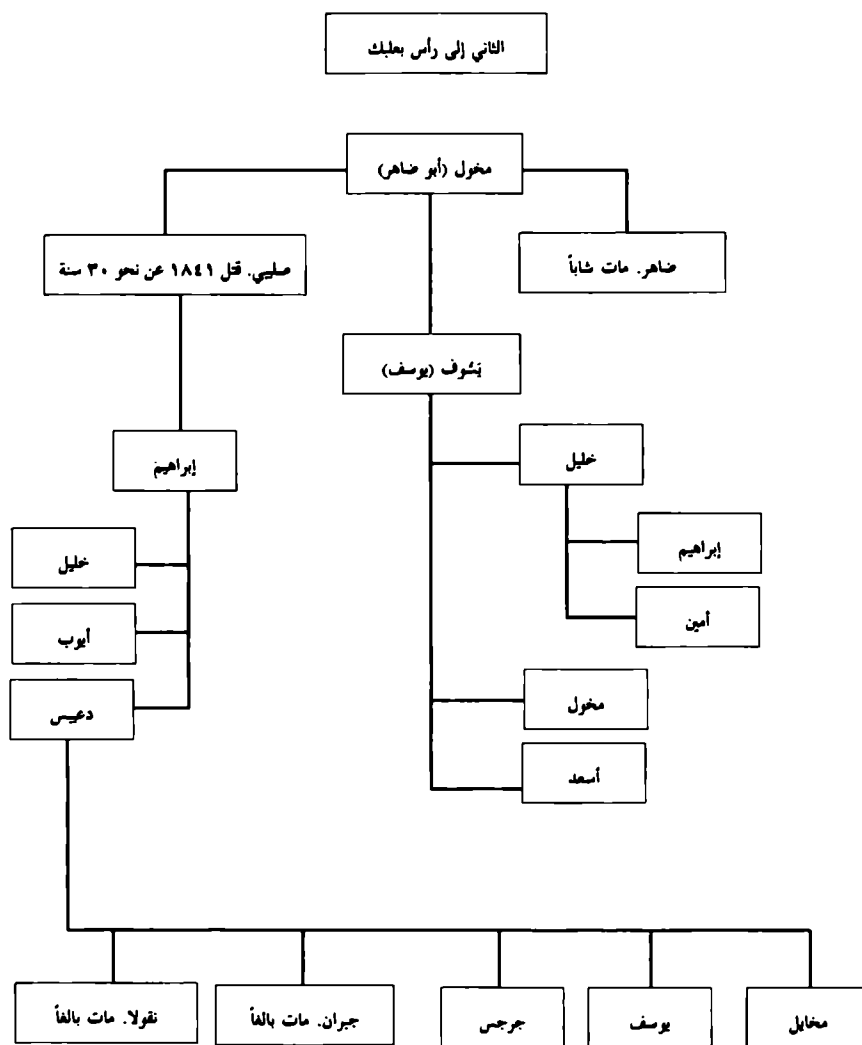 الثاني إلى رأس بعلبك
مخول (أبو ضاهر)
ضاهر. مات شاباً
صليبي. قتل ١٨٤١ عن نحو ٣٠ سنة
يَشوف (يوسف)
إبراهيم
خليل
إبراهيم
خليل
أمين
أيوب
دعيس
مخول
أسعد
مخايل
يوسف
جرجس
جبران. مات بالغاً
نقولا. مات بالغاً